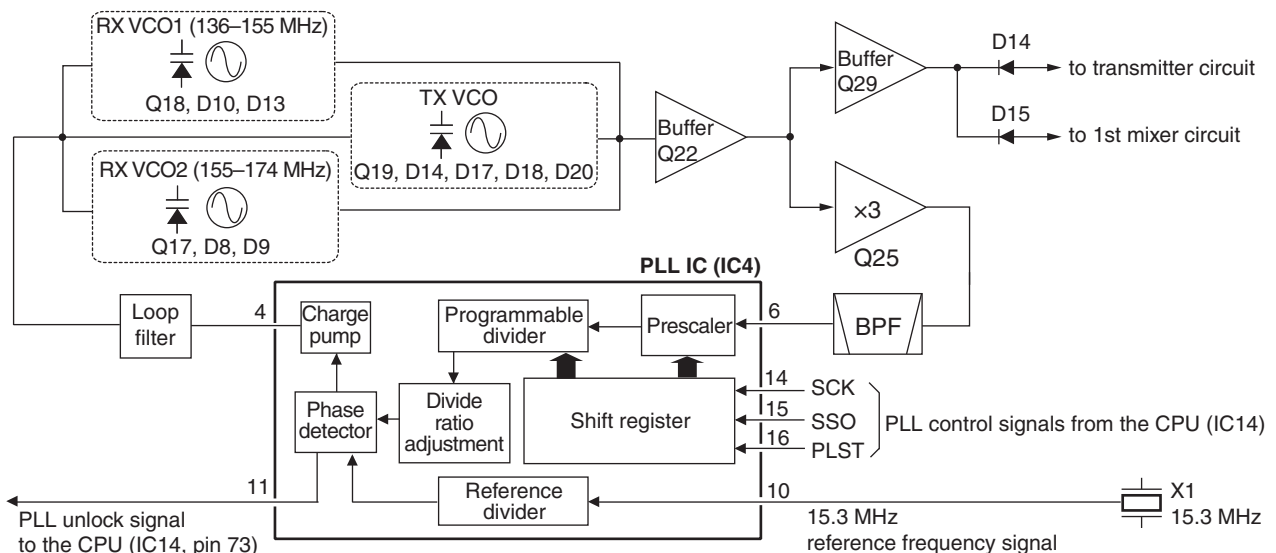 RX VCO1 (136–155 MHz)
Q18, D10, D13
TX VCO
Q19, D14, D17, D18, D20
RX VCO2 (155–174 MHz)
Q17, D8, D9
Buffer
Q22
Buffer
Q29
D14
to transmitter circuit
D15
to 1st mixer circuit
×3
Q25
PLL IC (IC4)
Loop
filter
4
Charge
pump
Programmable
divider
Prescaler
6
BPF
Phase
detector
Divide
ratio
adjustment
Shift register
14
SCK
15
SSO
16
PLST
PLL control signals from the CPU (IC14)
11
PLL unlock signal
to the CPU (IC14, pin 73)
Reference
divider
10
15.3 MHz
reference frequency signal
X1
15.3 MHz